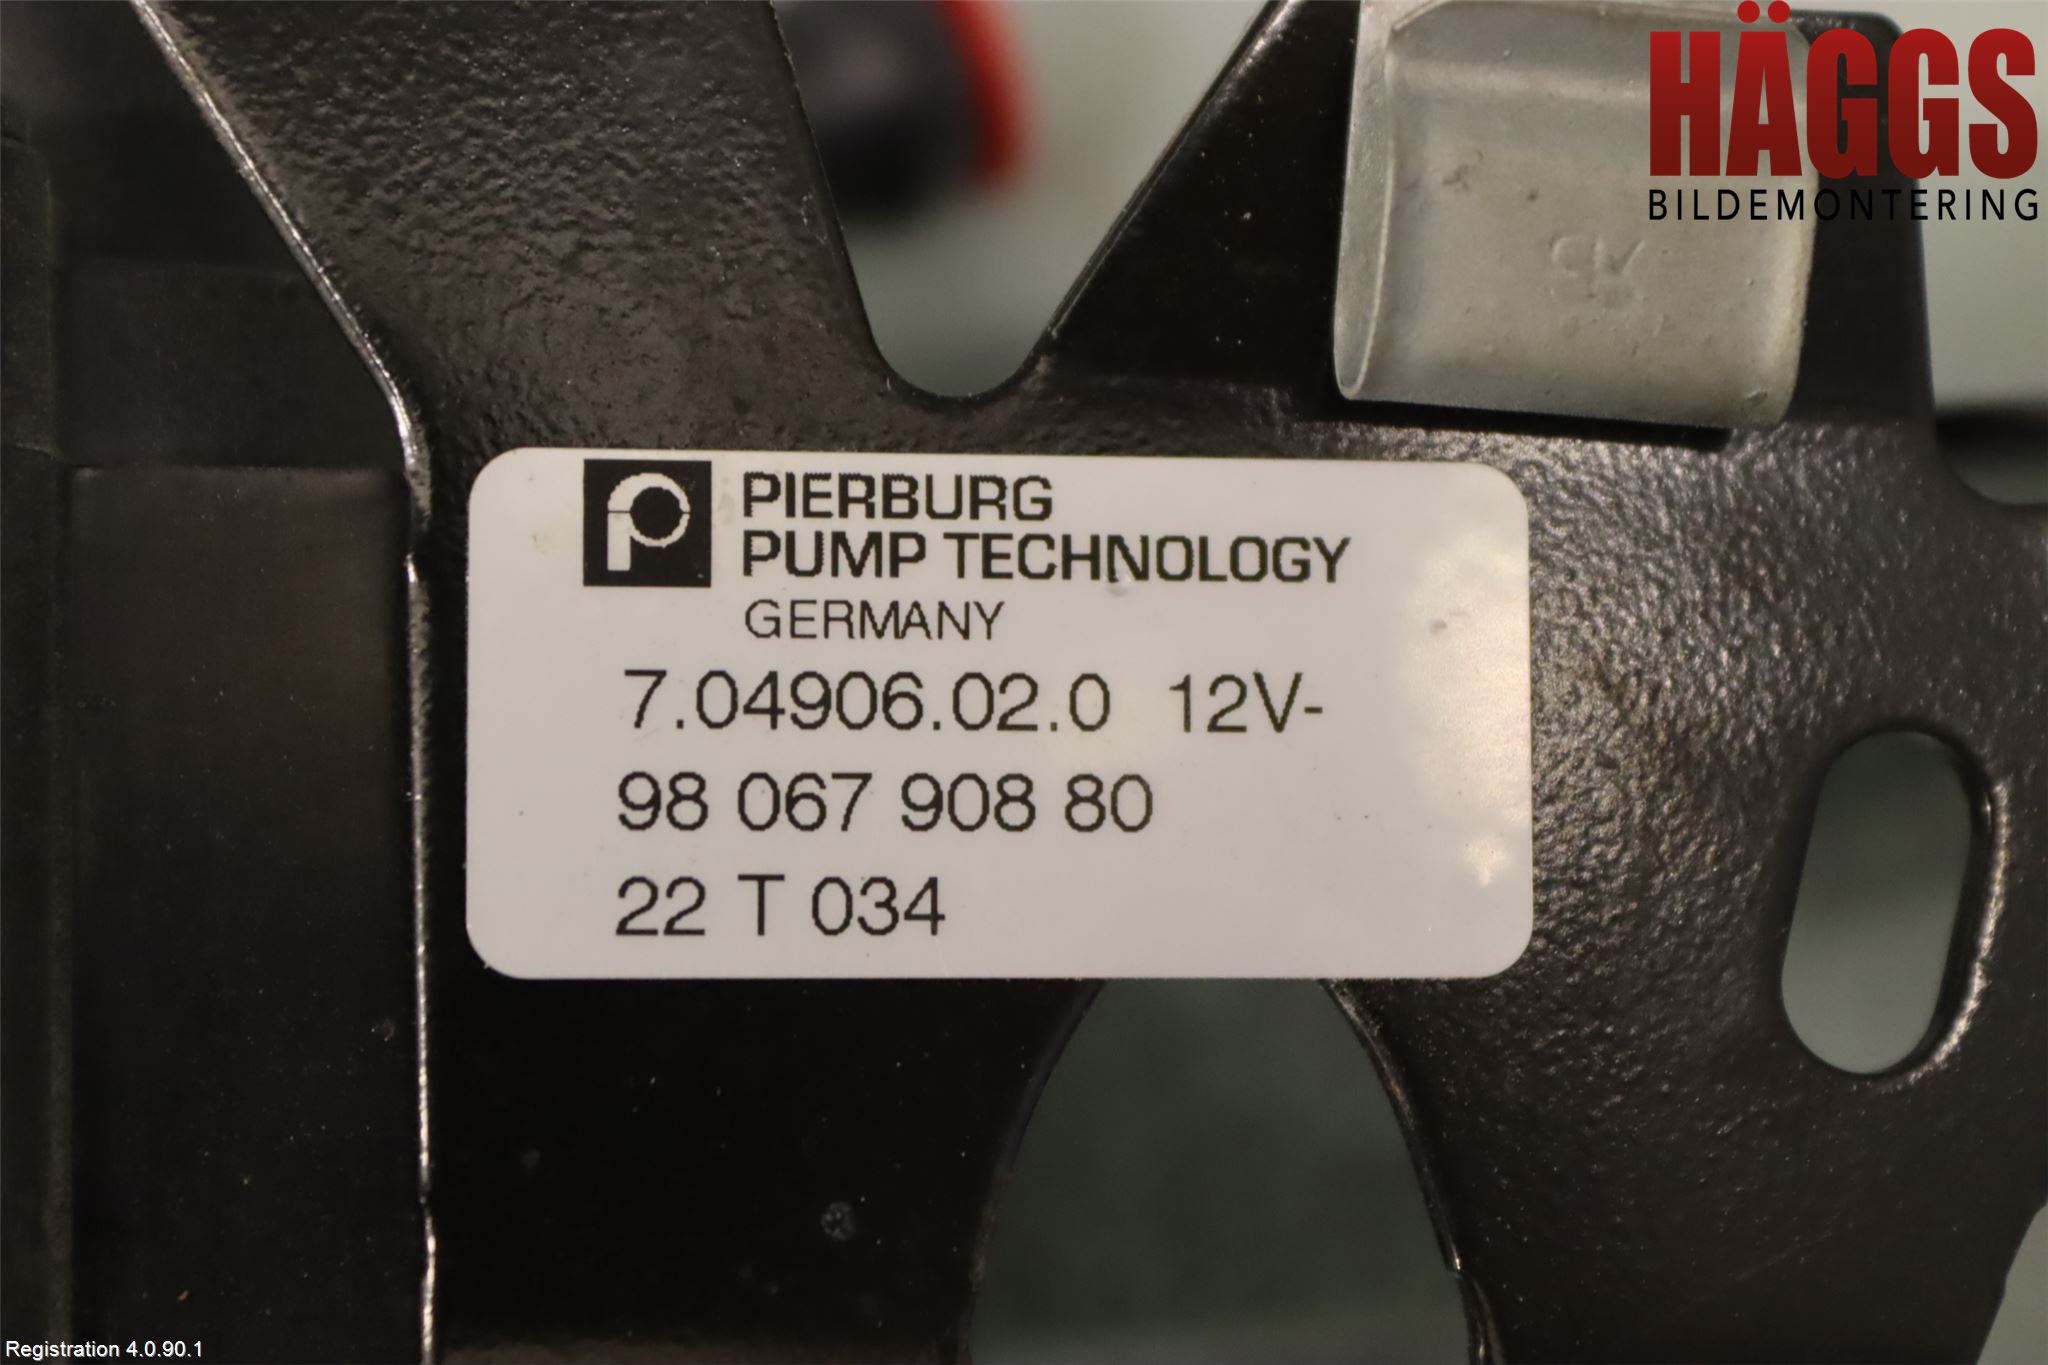 HÄGGS
BILDEMONTERING
PIERBURG
PUMP TECHNOLOGY
GERMANY
7.04906.02.0 12V-
98 067 908 80
22 T 034
Registration 4.0.90.1